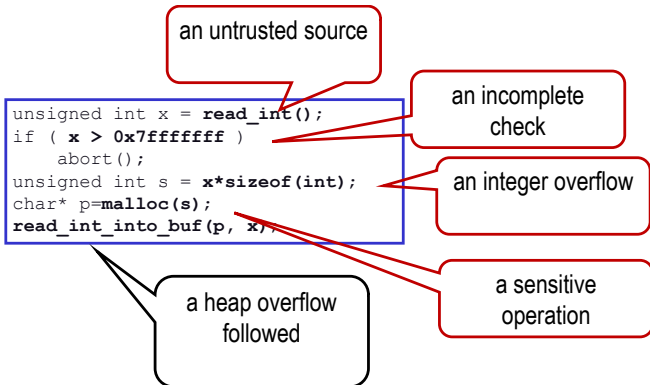 an untrusted source
unsigned int x = read_int();
if ( x > 0x7fffffff )
abort();
unsigned int s = x*sizeof(int);
char* p=malloc(s);
read_int_into_buf(p, x);
an incomplete
check
an integer overflow
a sensitive
operation
a heap overflow
followed